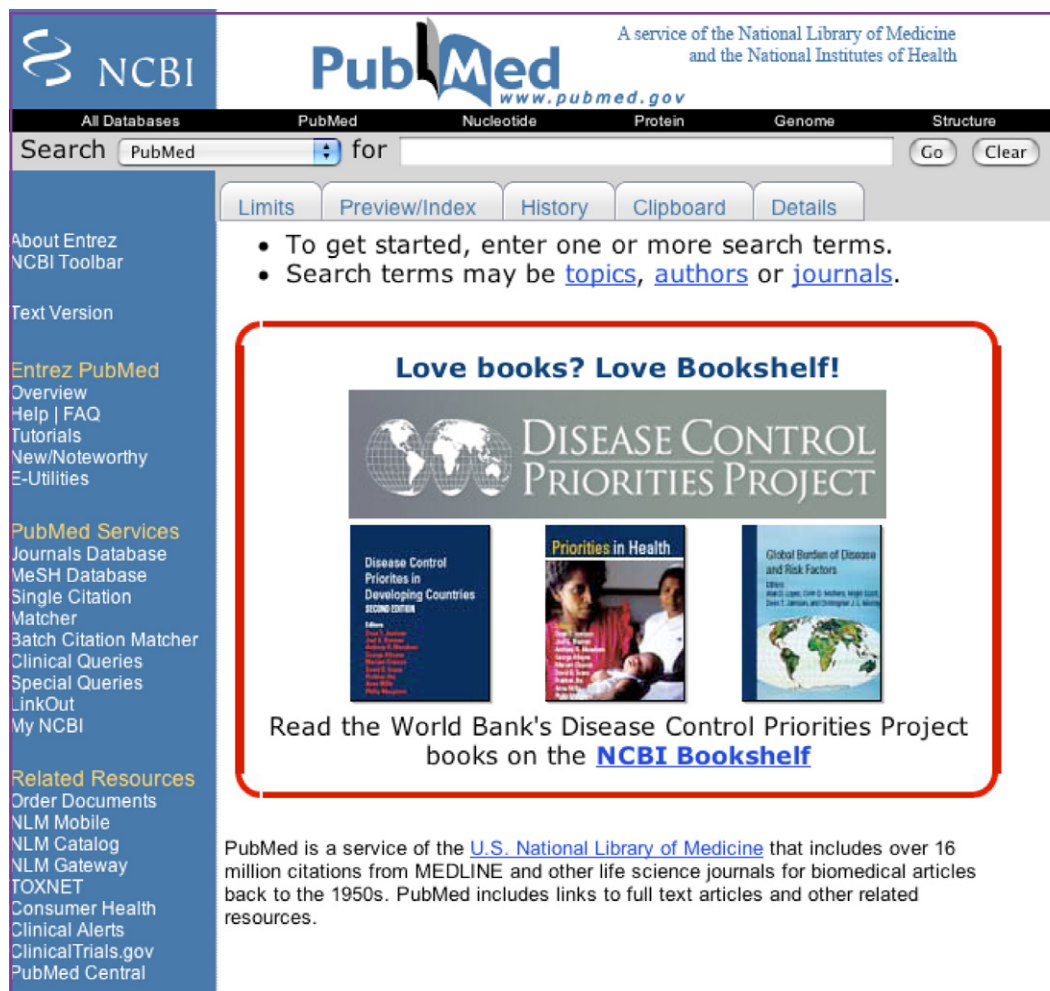 NCBI
PubMed
www.pubmed.gov
A service of the National Library of Medicine
and the National Institutes of Health
All Databases PubMed Nucleotide Protein Genome Structure
Search PubMed for Go Clear
Limits Preview/Index History Clipboard Details
About Entrez
NCBI Toolbar
Text Version
Entrez PubMed
Overview
Help | FAQ
Tutorials
New/Noteworthy
E-Utilities
PubMed Services
Journals Database
MeSH Database
Single Citation
Matcher
Batch Citation Matcher
Clinical Queries
Special Queries
LinkOut
My NCBI
Related Resources
Order Documents
NLM Mobile
NLM Catalog
NLM Gateway
TOXNET
Consumer Health
Clinical Alerts
ClinicalTrials.gov
PubMed Central
• To get started, enter one or more search terms.
• Search terms may be topics, authors or journals.
Love books? Love Bookshelf!
DISEASE CONTROL
PRIORITIES PROJECT
Disease Control
Priorites in
Developing Countries
SECOND EDITION
Editors
Priorities in Health
Global Burden of Disease
and Risk Factors
Editors
Read the World Bank's Disease Control Priorities Project
books on the NCBI Bookshelf
PubMed is a service of the U.S. National Library of Medicine that includes over 16
million citations from MEDLINE and other life science journals for biomedical articles
back to the 1950s. PubMed includes links to full text articles and other related
resources.